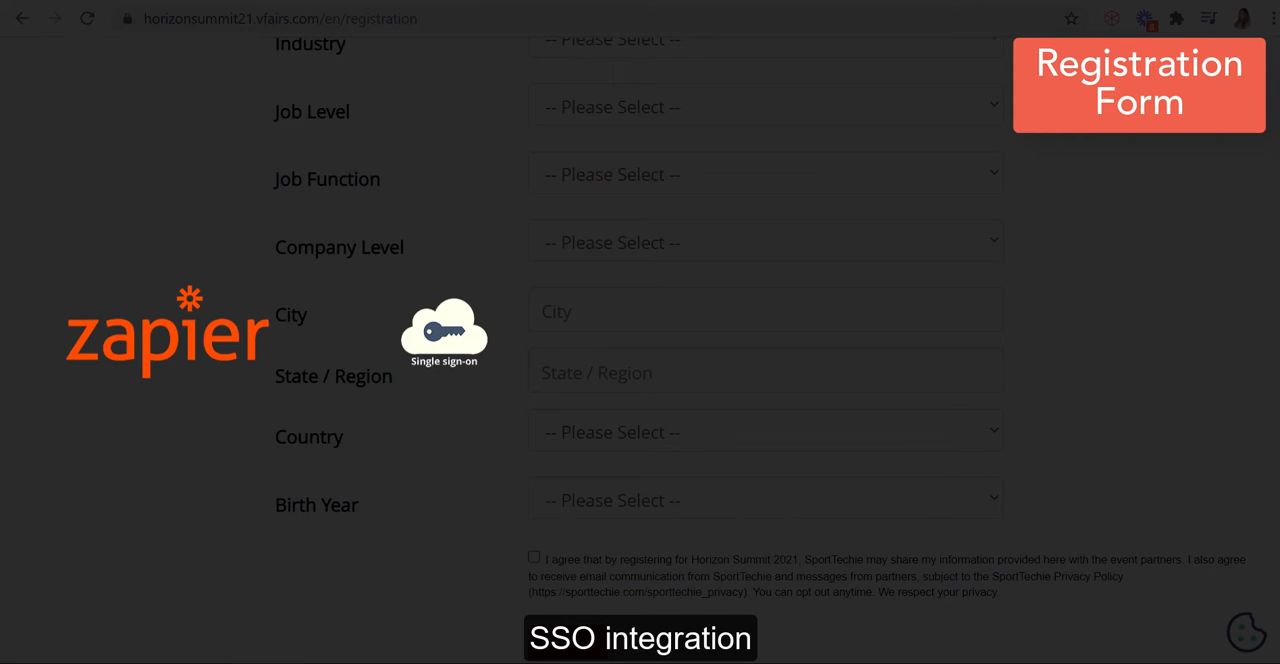 horizonsummit21.vfairs.com/en/registration
Registration
Form
Industry
-- Please Select --
Job Level
-- Please Select --
Job Function
-- Please Select --
Company Level
-- Please Select --
zapier
Single sign-on
City
City
State / Region
State / Region
Country
-- Please Select --
Birth Year
-- Please Select --
I agree that by registering for Horizon Summit 2021, SportTechie may share my information provided here with the event partners. I also agree
to receive email communication from SportTechie and messages from partners, subject to the SportTechie Privacy Policy
(https://sporttechie.com/sporttechie_privacy). You can opt out anytime. We respect your privacy.
SSO integration